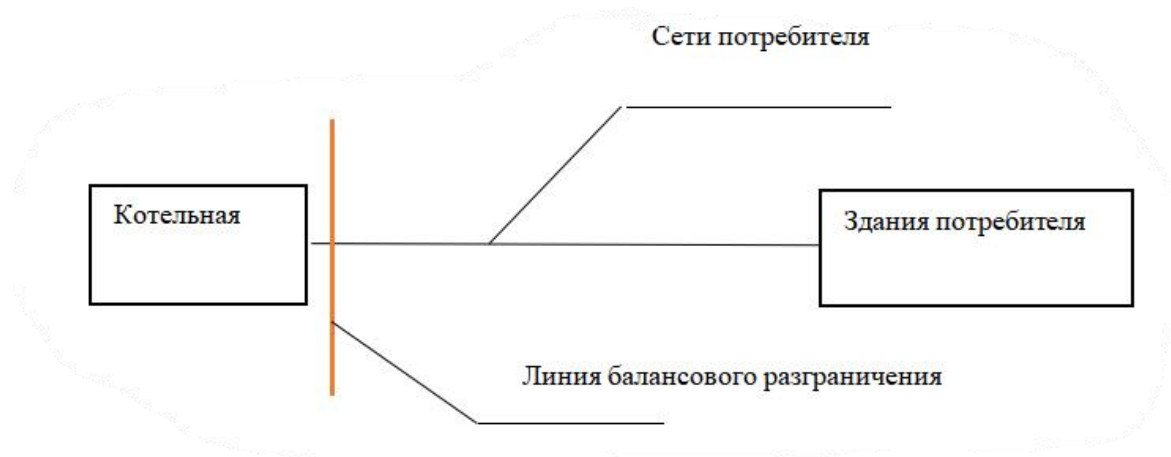 Сети потребителя
Котельная
Здания потребителя
Линия балансового разграничения